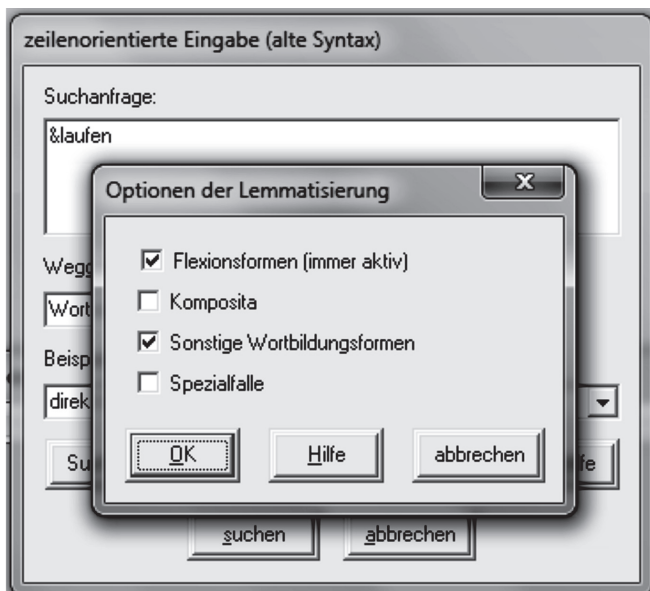 zeilenorientierte Eingabe (alte Syntax)
Suchanfrage:
&laufen
Optionen der Lemmatisierung
Flexionsformen (immer aktiv)
Komposita
Sonstige Wortbildungsformen
Spezialfalle
OK Hilfe abbrechen
suchen abbrechen